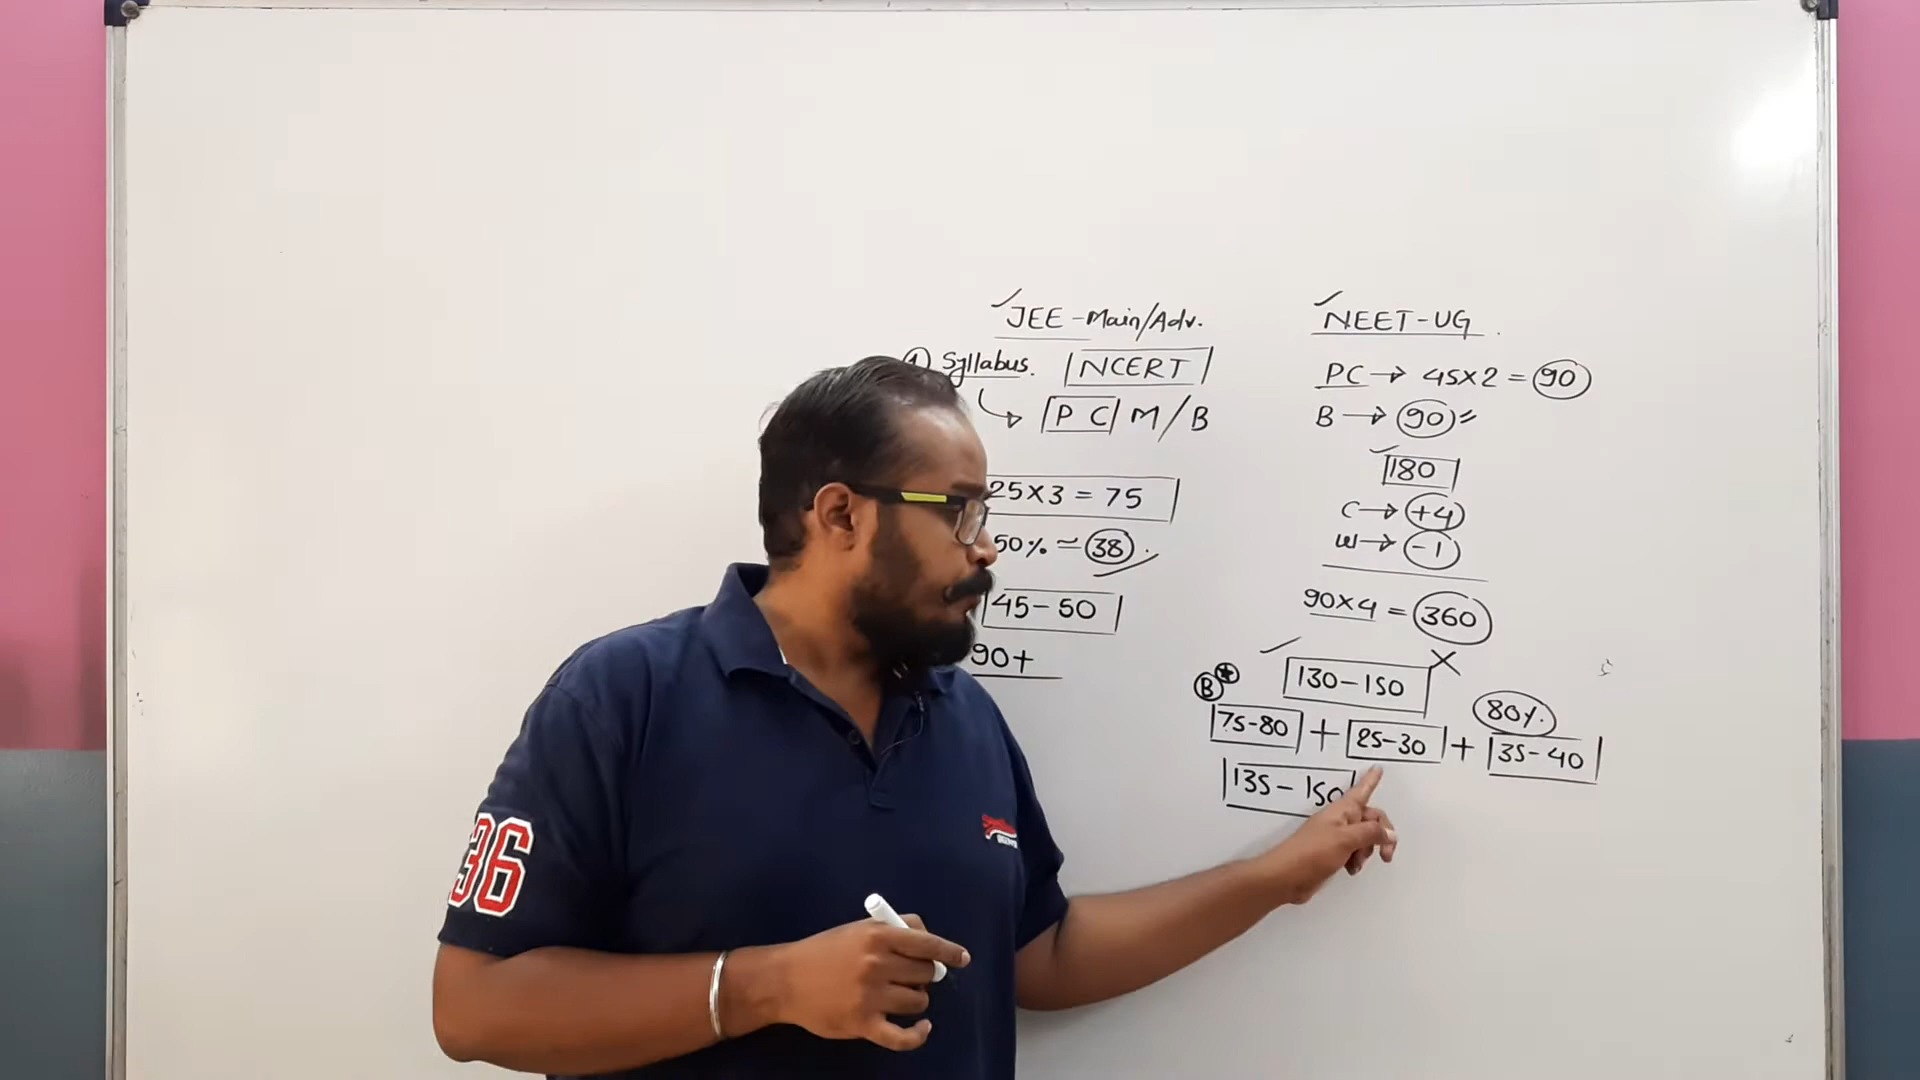 JEE-Main/Adv.
① Syllabus. NCERT
P C M/B
25×3 = 75
50% ≃ 38.
45-50
90+
NEET-UG.
PC → 45×2 = 90
B → 90
180
C → +4
W → -1
90×4 = 360
130-150 ×
B ★ 80%.
75-80 + 25-30 + 35-40
135-150
36